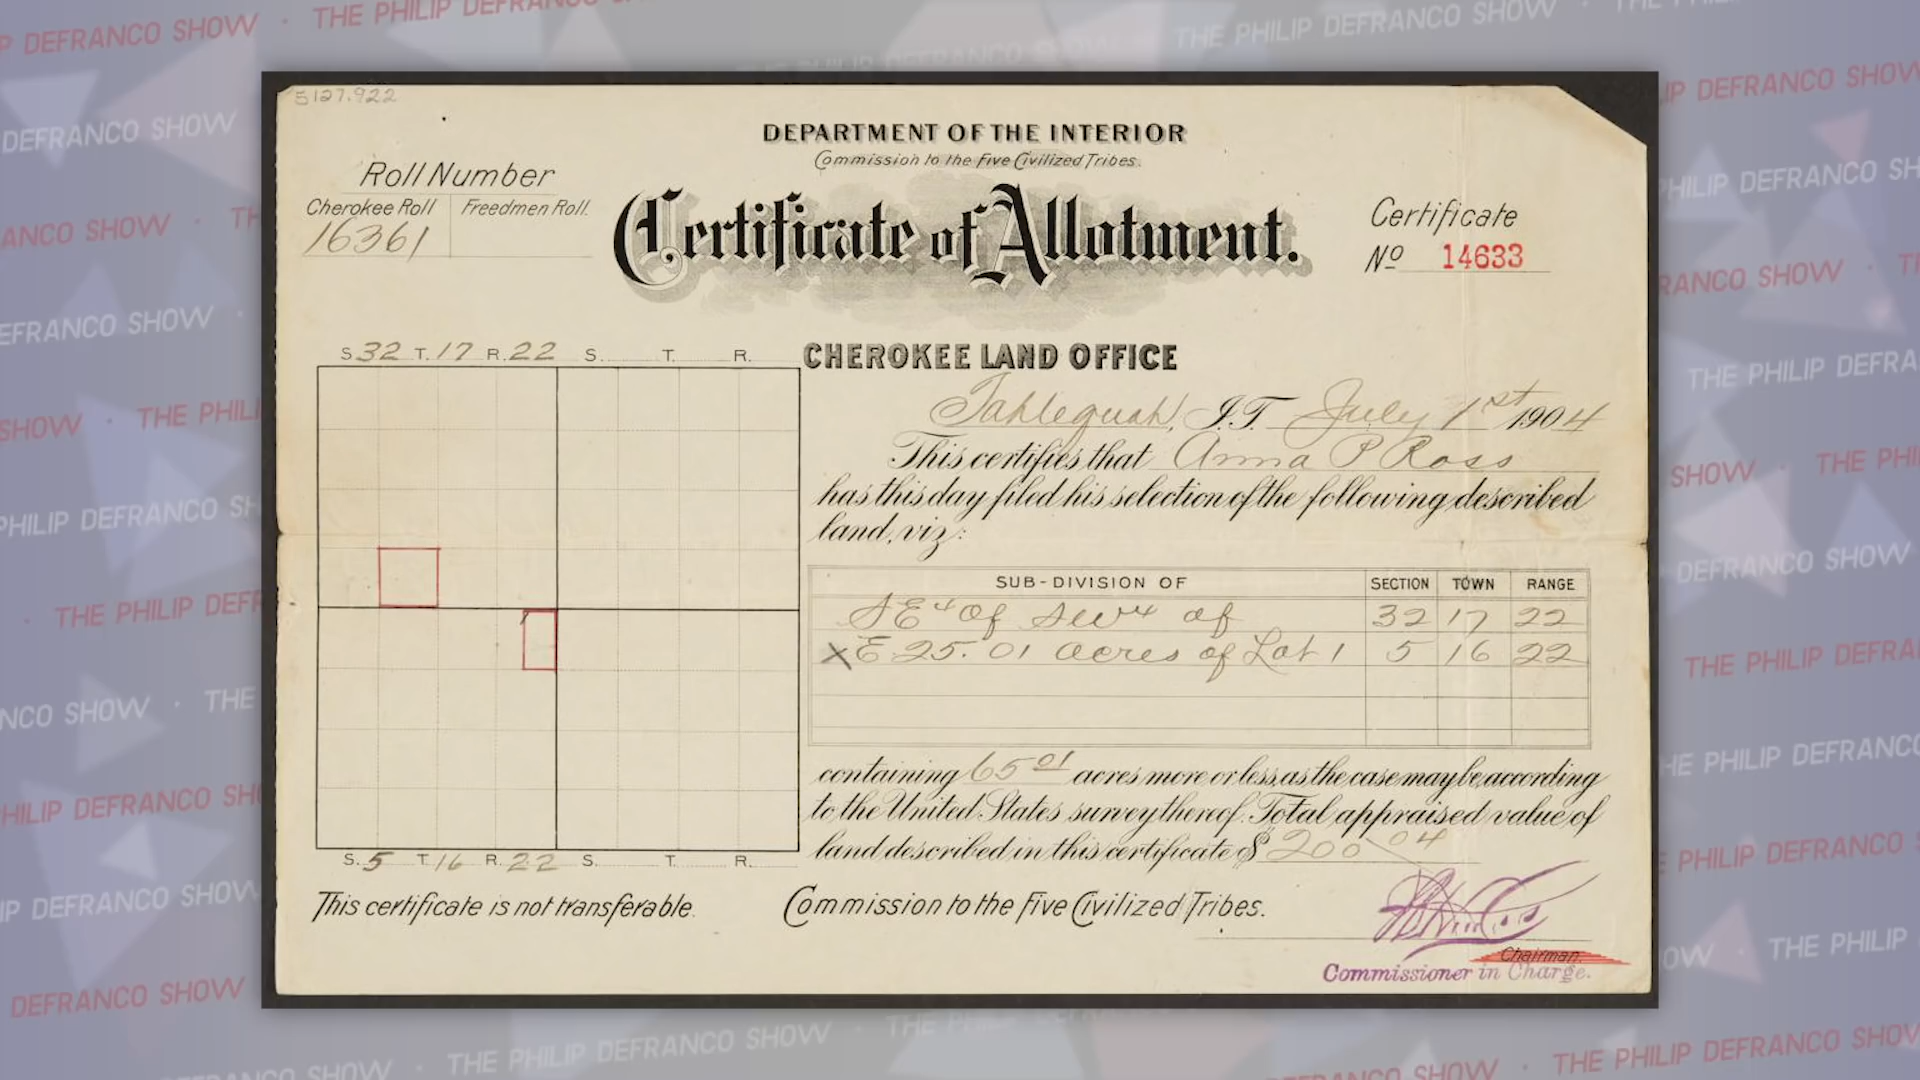 5127.922
DEPARTMENT OF THE INTERIOR
Commission to the Five Civilized Tribes.
Certificate of Allotment.
Roll Number
Cherokee Roll Freedmen Roll.
16361
Certificate
No 14633
S. 32 T. 17 R. 22 S. T. R.
CHEROKEE LAND OFFICE
Tahlequah, I.T. July 1st 1904
This certifies that Anna P Ross
has this day filed his selection of the following described
land, viz:
SUB-DIVISION OF SECTION TOWN RANGE
SE4 of SW4 of 32 17 22
X E 25.01 acres of Lot 1 5 16 22
containing 65 01 acres more or less, as the case may be, according
to the United States survey thereof. Total appraised value of
land described in this certificate $ 200 04
S. 5 T. 16 R. 22 S. T. R.
This certificate is not transferable.
Commission to the Five Civilized Tribes.
Chairman.
Commissioner in Charge.
THE PHILIP DEFRANCO SHOW